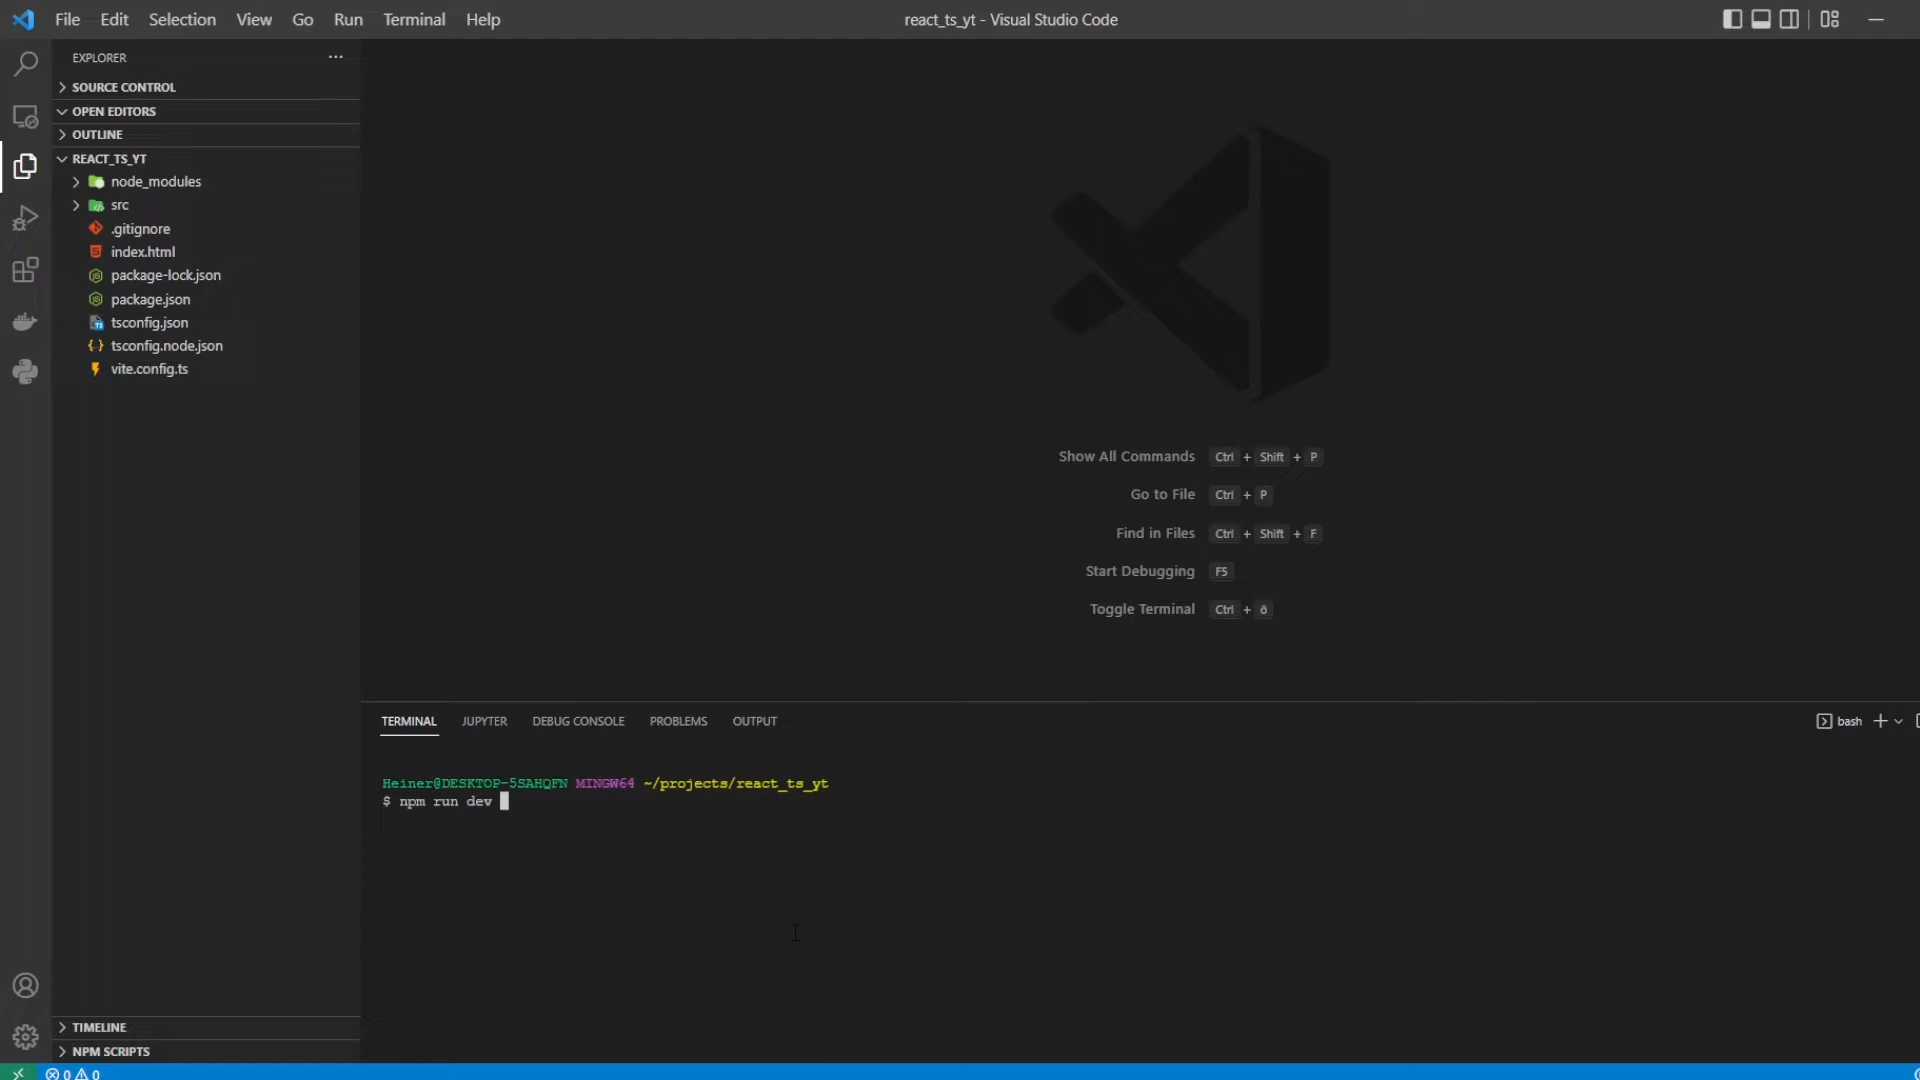 File Edit Selection View Go Run Terminal Help
react_ts_yt - Visual Studio Code
EXPLORER
SOURCE CONTROL
OPEN EDITORS
OUTLINE
REACT_TS_YT
node_modules
src
.gitignore
index.html
package-lock.json
package.json
tsconfig.json
tsconfig.node.json
vite.config.ts
TIMELINE
NPM SCRIPTS
Show All Commands Ctrl + Shift + P
Go to File Ctrl + P
Find in Files Ctrl + Shift + F
Start Debugging F5
Toggle Terminal Ctrl + ö
TERMINAL JUPYTER DEBUG CONSOLE PROBLEMS OUTPUT
bash
Heiner@DESKTOP-5SAHQFN MINGW64 ~/projects/react_ts_yt
$ npm run dev
0 0